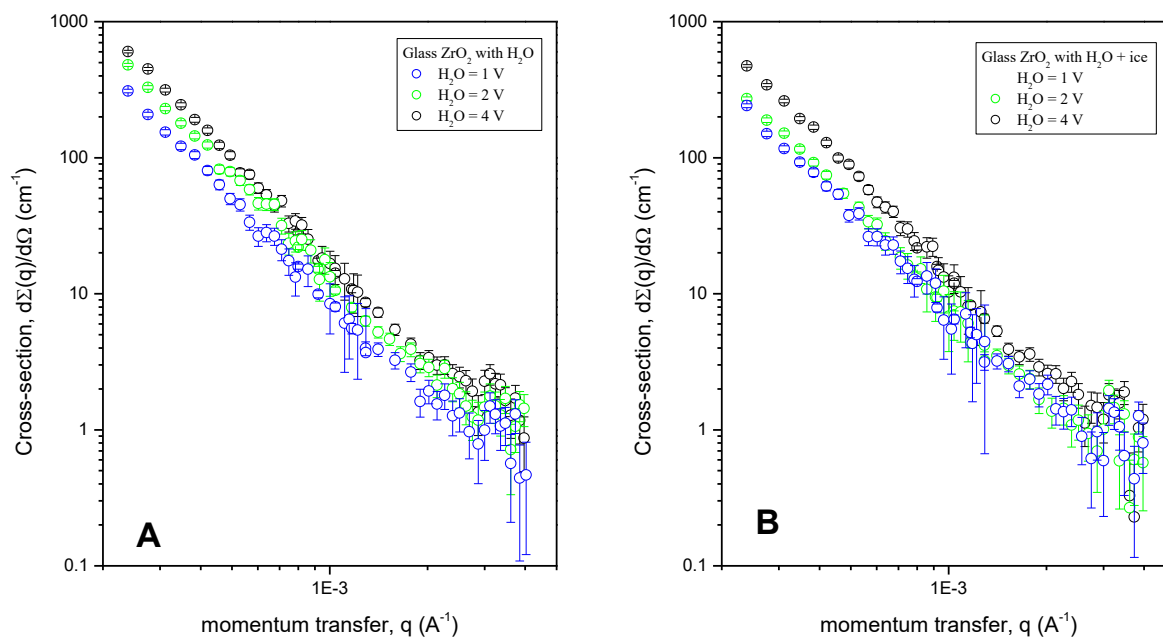 1000
100
10
1
0.1
Cross-section, dΣ(q)/dΩ (cm⁻¹)
Glass ZrO₂ with H₂O
H₂O = 1 V
H₂O = 2 V
H₂O = 4 V
A
1E-3
momentum transfer, q (A⁻¹)
1000
100
10
1
0.1
Cross-section, dΣ(q)/dΩ (cm⁻¹)
Glass ZrO₂ with H₂O + ice
H₂O = 1 V
H₂O = 2 V
H₂O = 4 V
B
1E-3
momentum transfer, q (A⁻¹)